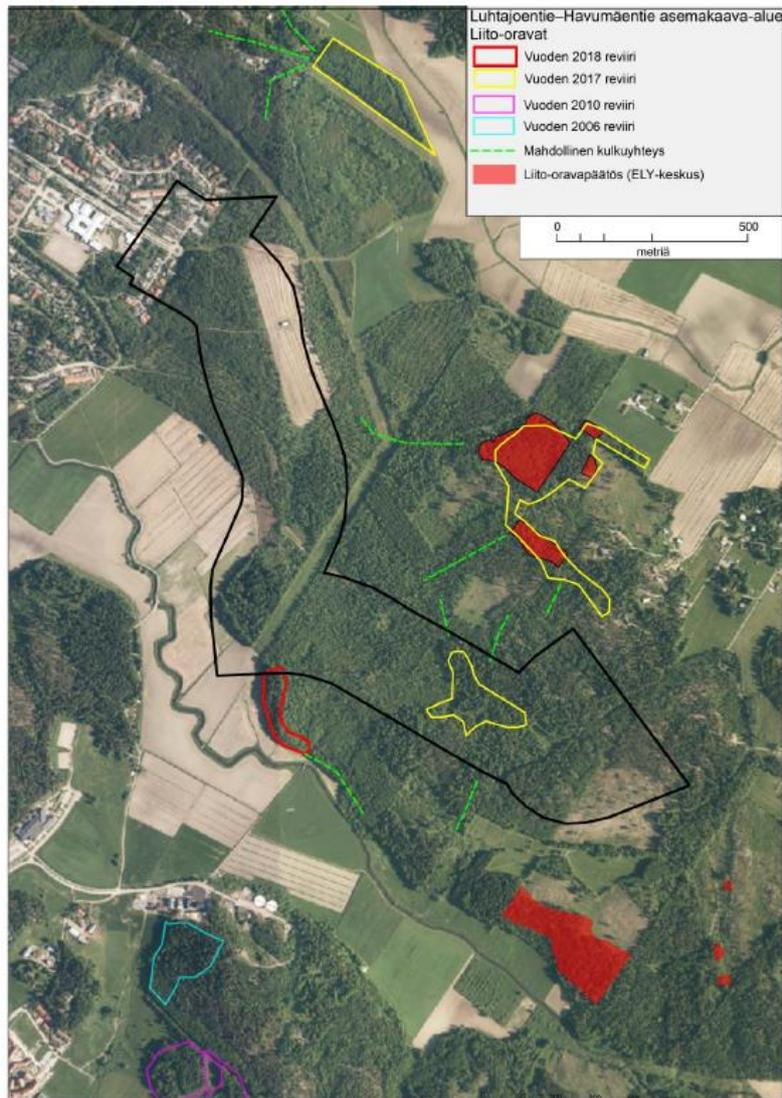 Luhtajoentie–Havumäentie asemakaava-alue
Liito-oravat
Vuoden 2018 reviiri
Vuoden 2017 reviiri
Vuoden 2010 reviiri
Vuoden 2006 reviiri
Mahdollinen kulkuyhteys
Liito-oravapäätös (ELY-keskus)
0 500
metriä